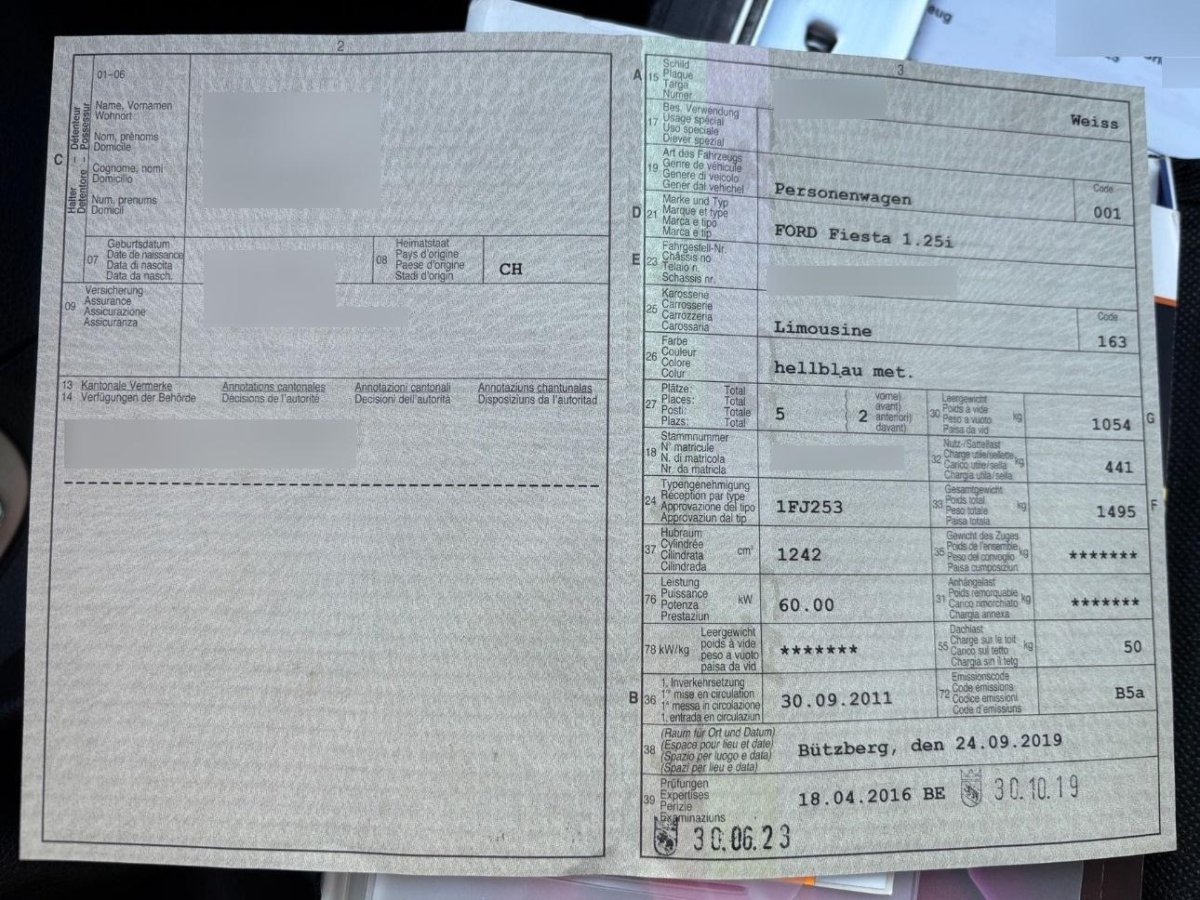 eug
2
01-06
Halter – Détenteur
Detentore – Possessur
C
Name, Vornamen
Wohnort
Nom, prénoms
Domicile
Cognome, nomi
Domicilio
Num, prenums
Domicil
07
Geburtsdatum
Date de naissance
Data di nascita
Data da nasch.
08
Heimatstaat
Pays d'origine
Paese d'origine
Stadi d'origin
CH
09
Versicherung
Assurance
Assicurazione
Assicuranza
13 Kantonale Vermerke Annotations cantonales Annotazioni cantonali Annotaziuns chantunalas
14 Verfügungen der Behörde Décisions de l'autorité Decisioni dell'autorità Disposiziuns da l'autoritad
3
A 15
Schild
Plaque
Targa
Numer
Weiss
17
Bes. Verwendung
Usage spécial
Uso speciale
Diever spezial
19
Art des Fahrzeugs
Genre de véhicule
Genere di veicolo
Gener dal vehichel
Personenwagen
Code
001
D 21
Marke und Typ
Marque et type
Marca e tipo
Marca e tip
FORD Fiesta 1.25i
E 23
Fahrgestell-Nr.
Châssis no
Telaio n.
Schassis nr.
25
Karosserie
Carrosserie
Carrozzeria
Carossaria
Limousine
Code
163
26
Farbe
Couleur
Colore
Colur
hellblau met.
27
Plätze: Total
Places: Total
Posti: Totale
Plazs: Total
5
2
vorne)
avant)
anteriori)
davant)
30
Leergewicht
Poids à vide
Peso a vuoto
Paisa da vid
kg
1054
G
18
Stammnummer
N° matricule
N. di matricola
Nr. da matricla
32
Nutz-/Sattellast
Charge utile/sellette
Carico utile/sella
Chargia utila/sella
kg
441
24
Typengenehmigung
Réception par type
Approvazione del tipo
Approvaziun dal tip
1FJ253
33
Gesamtgewicht
Poids total
Peso totale
Paisa totala
kg
1495
F
37
Hubraum
Cylindrée
Cilindrata
Cilindrada
cm³
1242
35
Gewicht des Zuges
Poids de l'ensemble
Peso del convoglio
Paisa cumposiziun
kg
*******
76
Leistung
Puissance
Potenza
Prestaziun
kW
60.00
31
Anhängelast
Poids remorquable
Carico rimorchiato
Chargia annexa
kg
*******
78 kW/kg
Leergewicht
poids à vide
peso a vuoto
paisa da vid
*******
55
Dachlast
Charge sur le toit
Carico sul tetto
Chargia sin il tetg
kg
50
B 36
1. Inverkehrsetzung
1re mise en circulation
1a messa in circolazione
1. entrada en circulaziun
30.09.2011
72
Emissionscode
Code émissions
Codice emissioni
Code d'emissiuns
B5a
38
(Raum für Ort und Datum)
(Espace pour lieu et date)
(Spazio per luogo e data)
(Spazi per lieu e data)
Bützberg, den 24.09.2019
39
Prüfungen
Expertises
Perizie
Examinaziuns
18.04.2016 BE
30.10.19
30.06.23